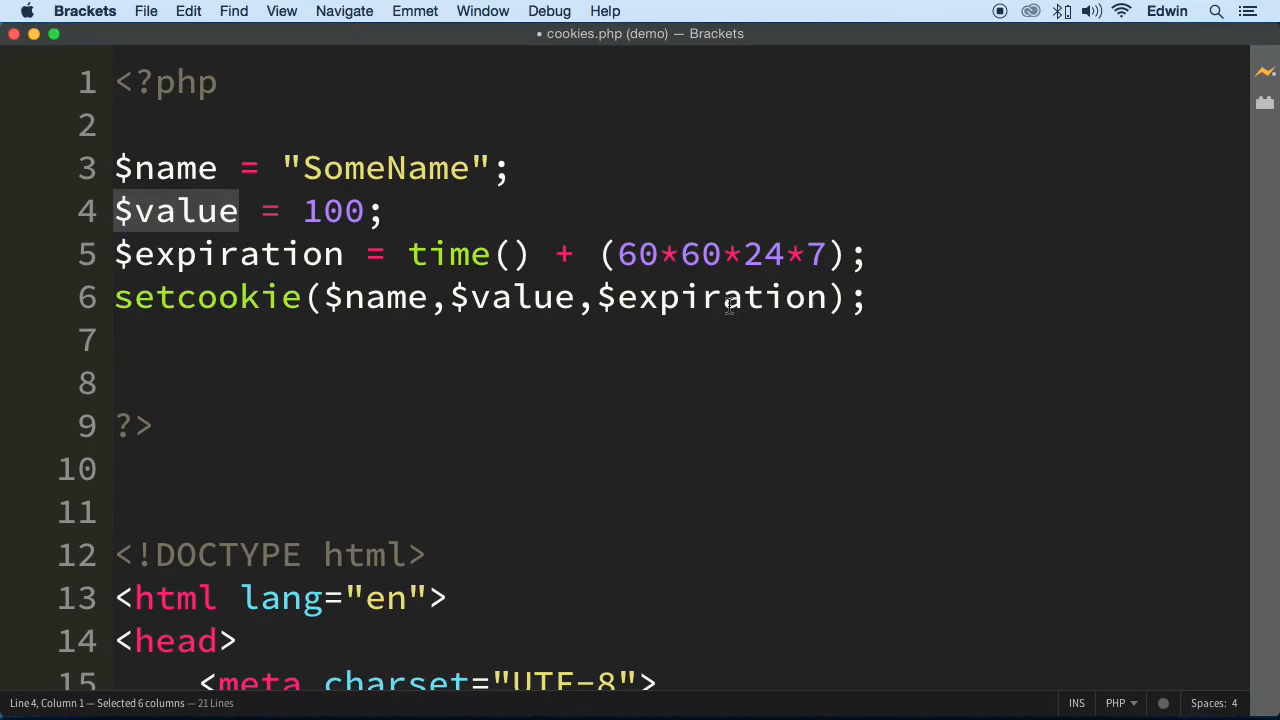 Brackets File Edit Find View Navigate Emmet Window Debug Help Edwin
• cookies.php (demo) — Brackets
1 <?php
2
3 $name = "SomeName";
4 $value = 100;
5 $expiration = time() + (60*60*24*7);
6 setcookie($name,$value,$expiration);
7
8
9 ?>
10
11
12 <!DOCTYPE html>
13 <html lang="en">
14 <head>
15 <meta charset="UTF-8">
Line 4, Column 1 — Selected 6 columns — 21 Lines INS PHP Spaces: 4